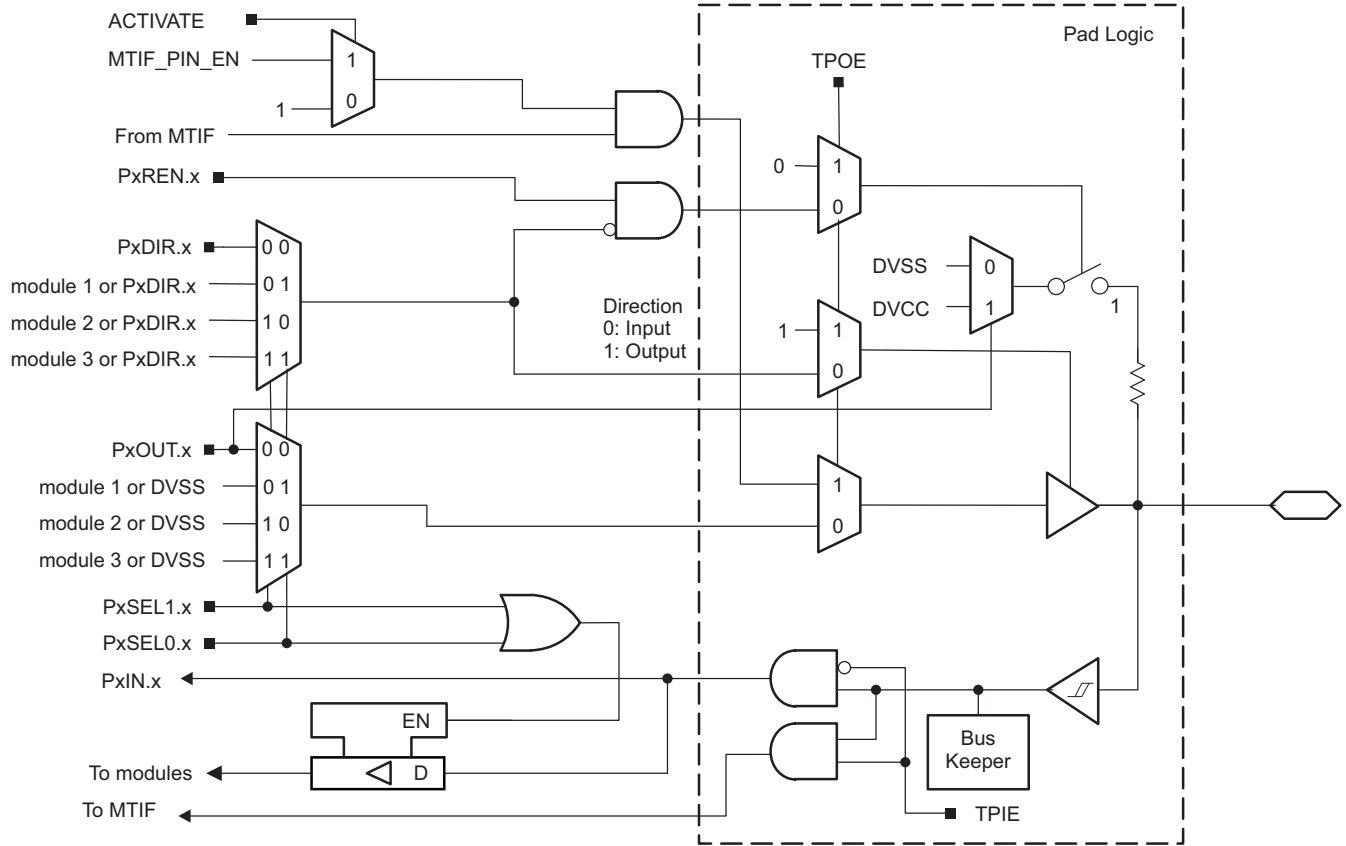 ACTIVATE
MTIF_PIN_EN
1
1
0
From MTIF
PxREN.x
Pad Logic
TPOE
0
1
0
PxDIR.x
0 0
module 1 or PxDIR.x
0 1
module 2 or PxDIR.x
1 0
module 3 or PxDIR.x
1 1
Direction
0: Input
1: Output
DVSS
0
DVCC
1
1
1
1
0
PxOUT.x
0 0
module 1 or DVSS
0 1
module 2 or DVSS
1 0
module 3 or DVSS
1 1
1
0
PxSEL1.x
PxSEL0.x
PxIN.x
EN
D
To modules
To MTIF
Bus
Keeper
TPIE